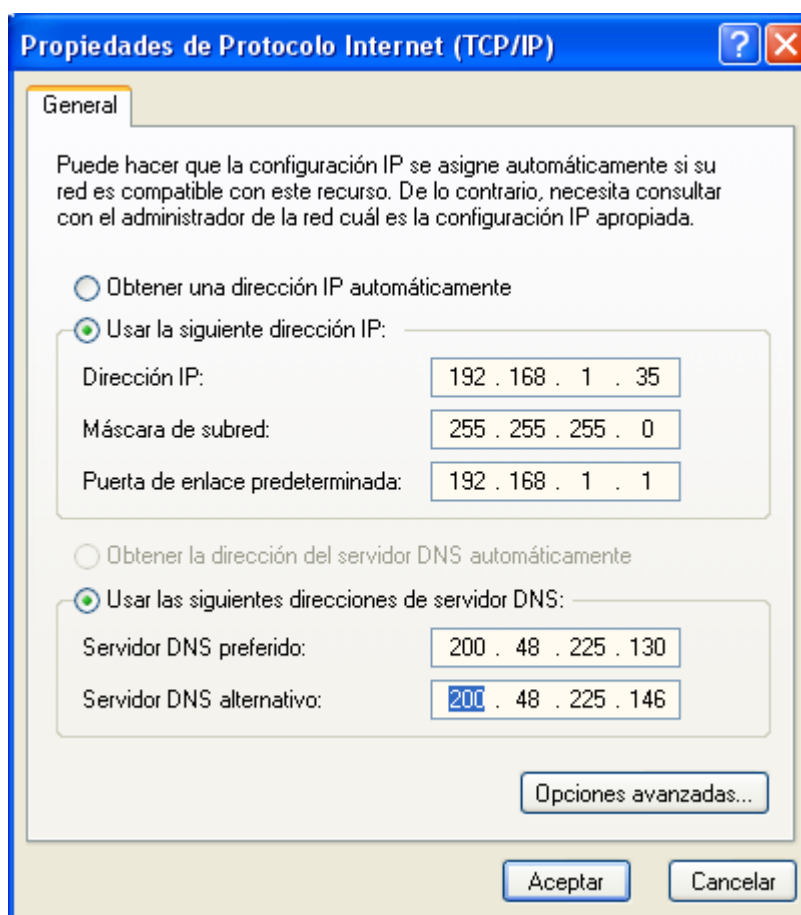 Propiedades de Protocolo Internet (TCP/IP)
General
Puede hacer que la configuración IP se asigne automáticamente si su
red es compatible con este recurso. De lo contrario, necesita consultar
con el administrador de la red cuál es la configuración IP apropiada.
Obtener una dirección IP automáticamente
Usar la siguiente dirección IP:
Dirección IP: 192 . 168 . 1 . 35
Máscara de subred: 255 . 255 . 255 . 0
Puerta de enlace predeterminada: 192 . 168 . 1 . 1
Obtener la dirección del servidor DNS automáticamente
Usar las siguientes direcciones de servidor DNS:
Servidor DNS preferido: 200 . 48 . 225 . 130
Servidor DNS alternativo: 200 . 48 . 225 . 146
Opciones avanzadas...
Aceptar Cancelar